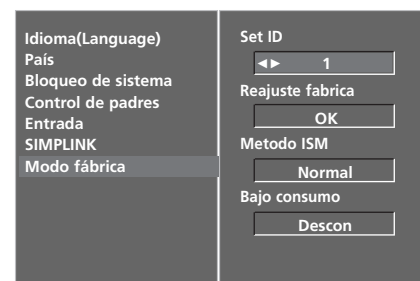 Idioma(Language)
País
Bloqueo de sistema
Control de padres
Entrada
SIMPLINK
Modo fábrica
Set ID
◄► 1
Reajuste fabrica
OK
Metodo ISM
Normal
Bajo consumo
Descon